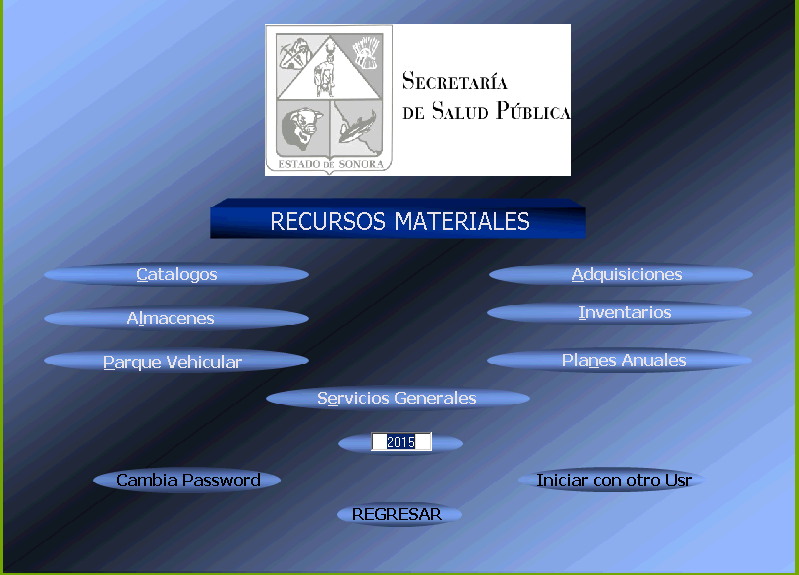 SECRETARÍA
DE SALUD PÚBLICA
ESTADO DE SONORA
RECURSOS MATERIALES
Catalogos
Adquisiciones
Almacenes
Inventarios
Parque Vehicular
Planes Anuales
Servicios Generales
2015
Cambia Password
Iniciar con otro Usr
REGRESAR